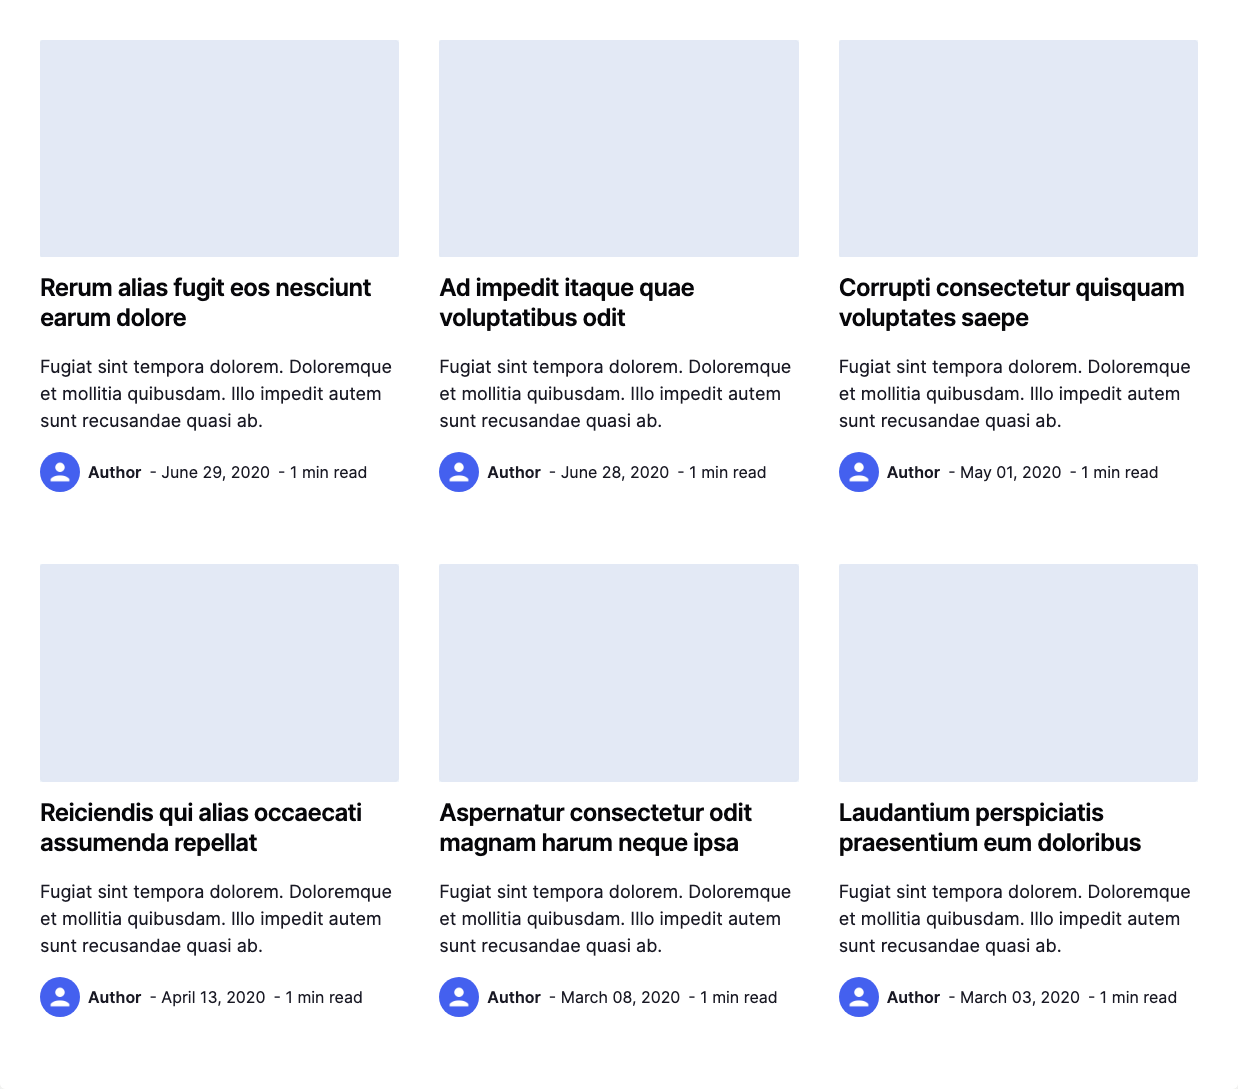 Rerum alias fugit eos nesciunt
earum dolore
Fugiat sint tempora dolorem. Doloremque
et mollitia quibusdam. Illo impedit autem
sunt recusandae quasi ab.
Author - June 29, 2020 - 1 min read
Ad impedit itaque quae
voluptatibus odit
Fugiat sint tempora dolorem. Doloremque
et mollitia quibusdam. Illo impedit autem
sunt recusandae quasi ab.
Author - June 28, 2020 - 1 min read
Corrupti consectetur quisquam
voluptates saepe
Fugiat sint tempora dolorem. Doloremque
et mollitia quibusdam. Illo impedit autem
sunt recusandae quasi ab.
Author - May 01, 2020 - 1 min read
Reiciendis qui alias occaecati
assumenda repellat
Fugiat sint tempora dolorem. Doloremque
et mollitia quibusdam. Illo impedit autem
sunt recusandae quasi ab.
Author - April 13, 2020 - 1 min read
Aspernatur consectetur odit
magnam harum neque ipsa
Fugiat sint tempora dolorem. Doloremque
et mollitia quibusdam. Illo impedit autem
sunt recusandae quasi ab.
Author - March 08, 2020 - 1 min read
Laudantium perspiciatis
praesentium eum doloribus
Fugiat sint tempora dolorem. Doloremque
et mollitia quibusdam. Illo impedit autem
sunt recusandae quasi ab.
Author - March 03, 2020 - 1 min read